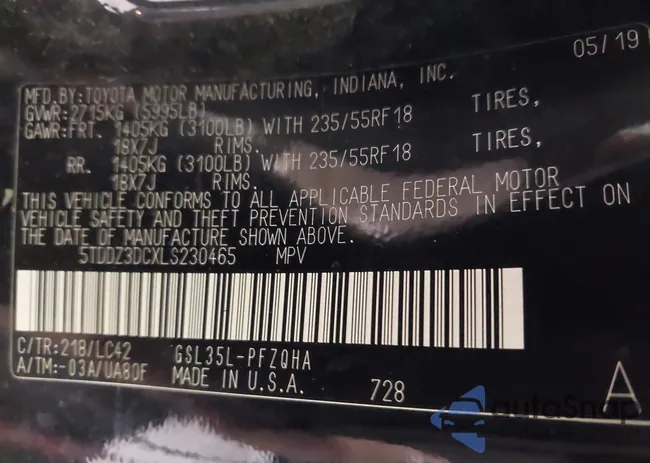 05/19
MFD.BY:TOYOTA MOTOR MANUFACTURING, INDIANA, INC.
GVWR:2715KG (5995LB)
GAWR:FRT. 1405KG (3100LB) WITH 235/55RF18 TIRES,
18X7J RIMS.
RR. 1405KG (3100LB) WITH 235/55RF18 TIRES,
18X7J RIMS.
THIS VEHICLE CONFORMS TO ALL APPLICABLE FEDERAL MOTOR
VEHICLE SAFETY AND THEFT PREVENTION STANDARDS IN EFFECT ON
THE DATE OF MANUFACTURE SHOWN ABOVE.
5TDDZ3DCXLS230465 MPV
C/TR:218/LC42 GSL35L-PFZQHA
A/TM:-03A/UA80F MADE IN U.S.A. 728 A
autoSnap